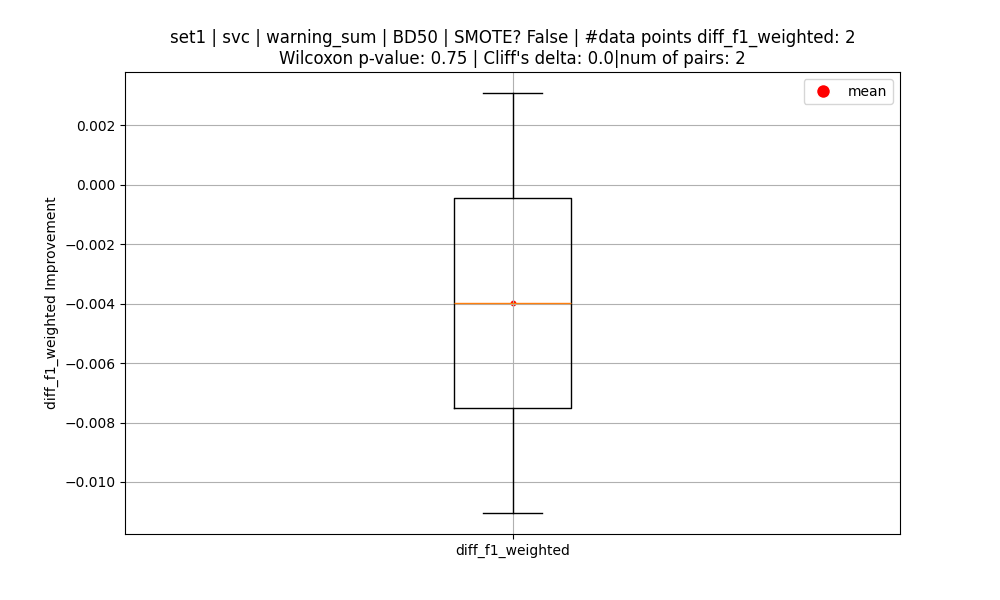 set1 | svc | warning_sum | BD50 | SMOTE? False | #data points diff_f1_weighted: 2
Wilcoxon p-value: 0.75 | Cliff's delta: 0.0|num of pairs: 2
mean
0.002
0.000
−0.002
−0.004
−0.006
−0.008
−0.010
diff_f1_weighted Improvement
diff_f1_weighted